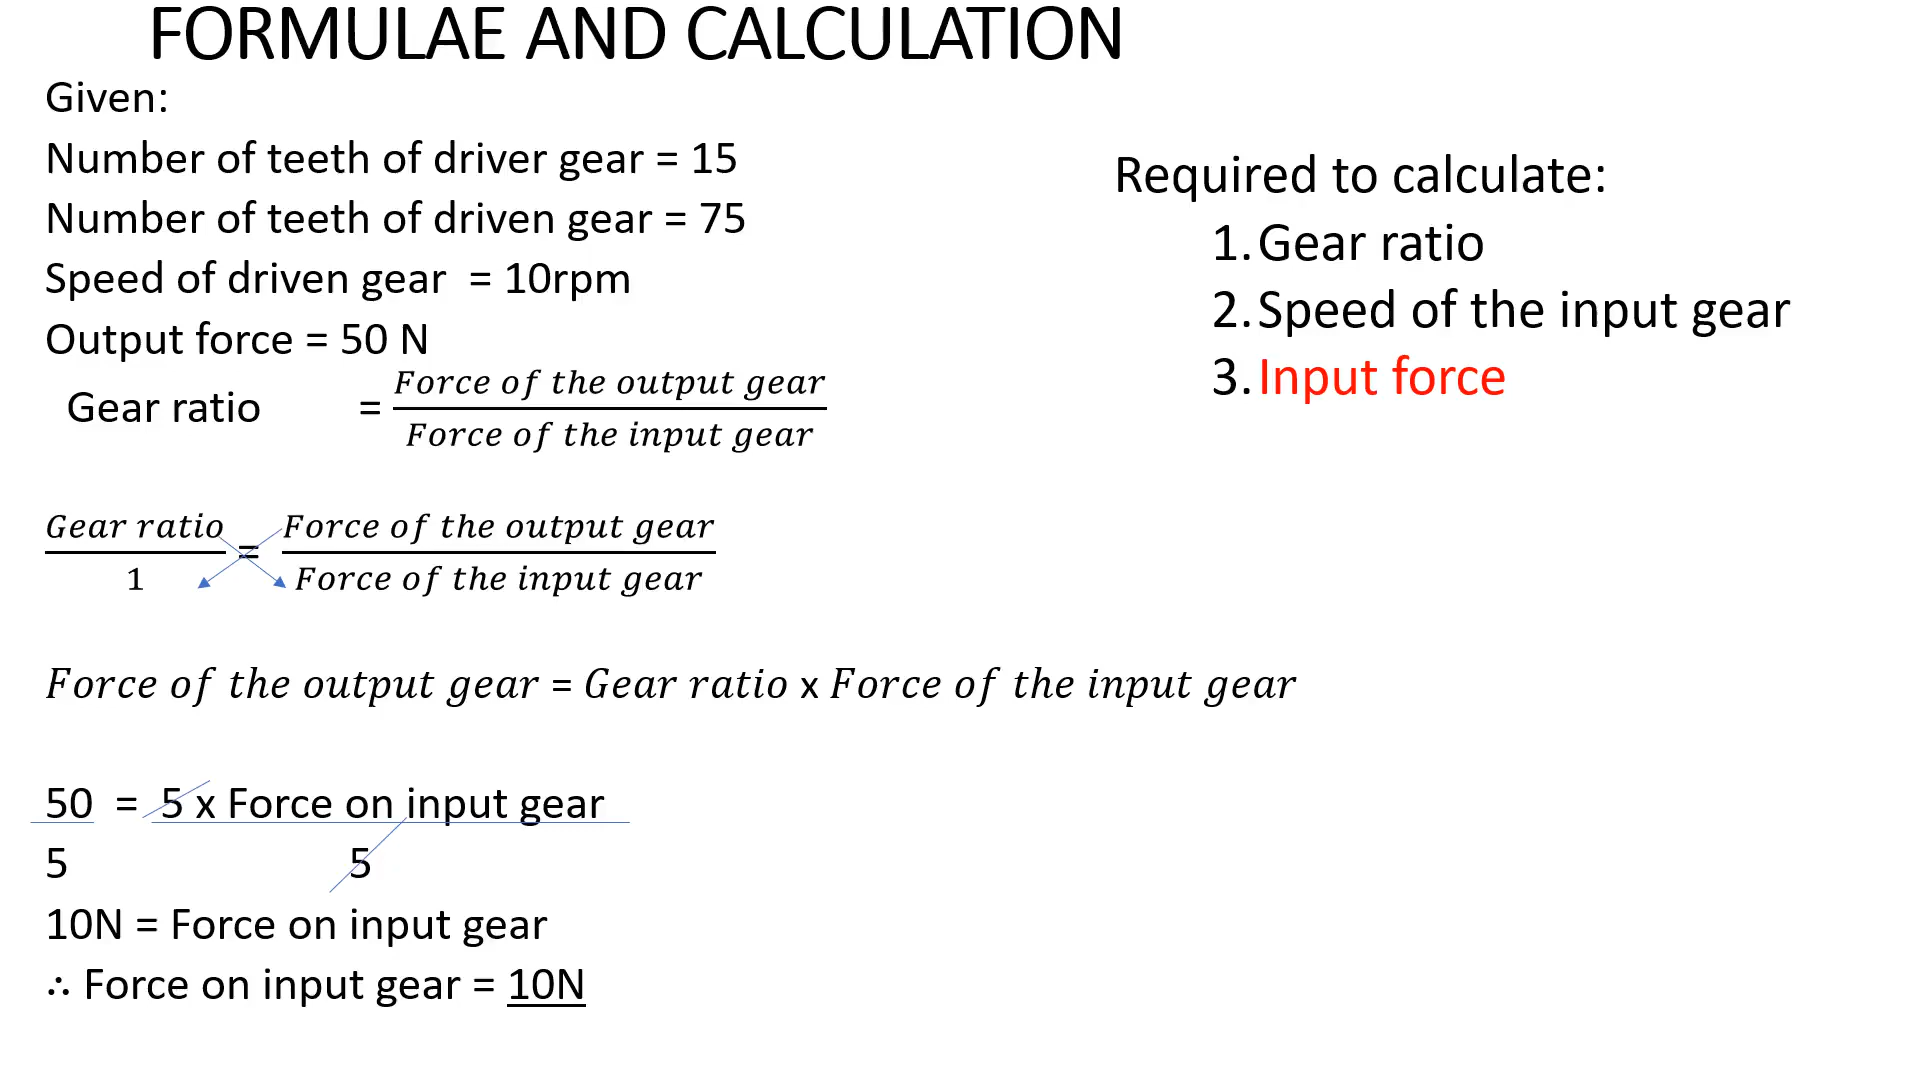 FORMULAE AND CALCULATION
Given:
Number of teeth of driver gear = 15
Number of teeth of driven gear = 75
Speed of driven gear = 10rpm
Output force = 50 N
Gear ratio = Force of the output gear
Force of the input gear
Gear ratio = Force of the output gear
1 Force of the input gear
Force of the output gear = Gear ratio x Force of the input gear
50 = 5 x Force on input gear
5 5
10N = Force on input gear
∴ Force on input gear = 10N
Required to calculate:
1. Gear ratio
2. Speed of the input gear
3. Input force